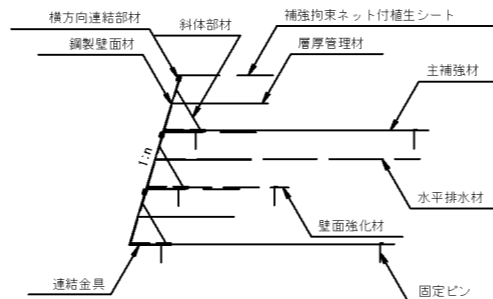 横方向連結部材
斜体部材
補強拘束ネット付植生シート
鋼製壁面材
層厚管理材
主補強材
1:n
水平排水材
壁面強化材
連結金具
固定ピン